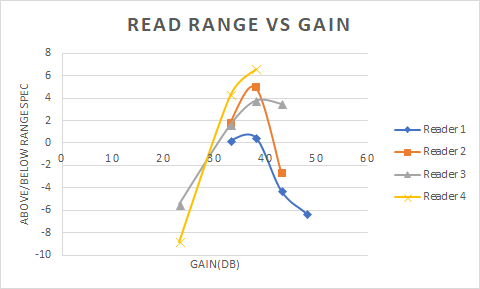 READ RANGE VS GAIN
8
6
4
2
0
-2
-4
-6
-8
-10
0 10 20 30 40 50 60
ABOVE/BELOW RANGE SPEC
GAIN(DB)
Reader 1
Reader 2
Reader 3
Reader 4